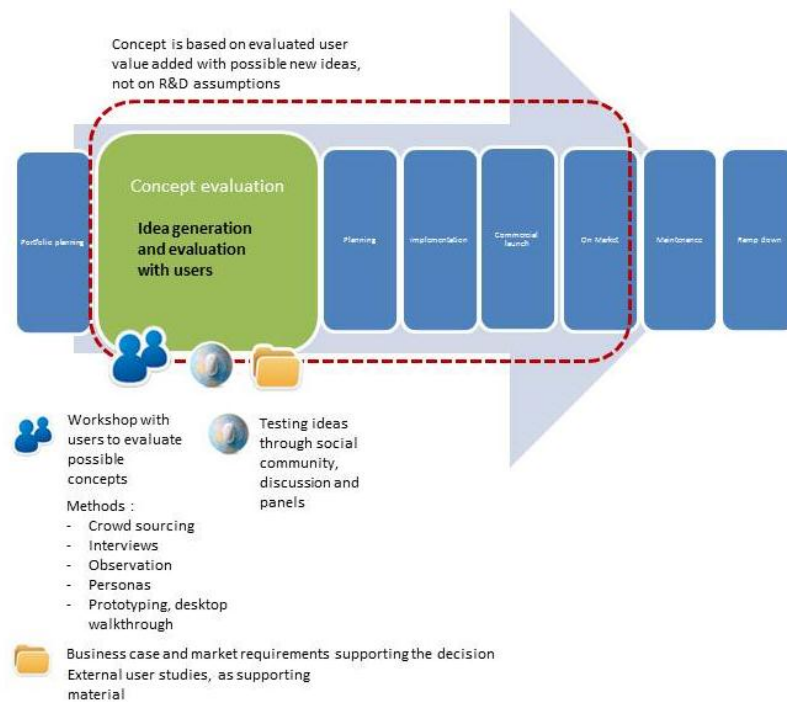 Concept is based on evaluated user
value added with possible new ideas,
not on R&D assumptions
Portfolio planning
Concept evaluation
Idea generation
and evaluation
with users
Planning
Implementation
Commercial
launch
On Market
Maintenance
Ramp down
Workshop with
users to evaluate
possible
concepts
Testing ideas
through social
community,
discussion and
panels
Methods :
- Crowd sourcing
- Interviews
- Observation
- Personas
- Prototyping, desktop
walkthrough
Business case and market requirements supporting the decision
External user studies, as supporting
material